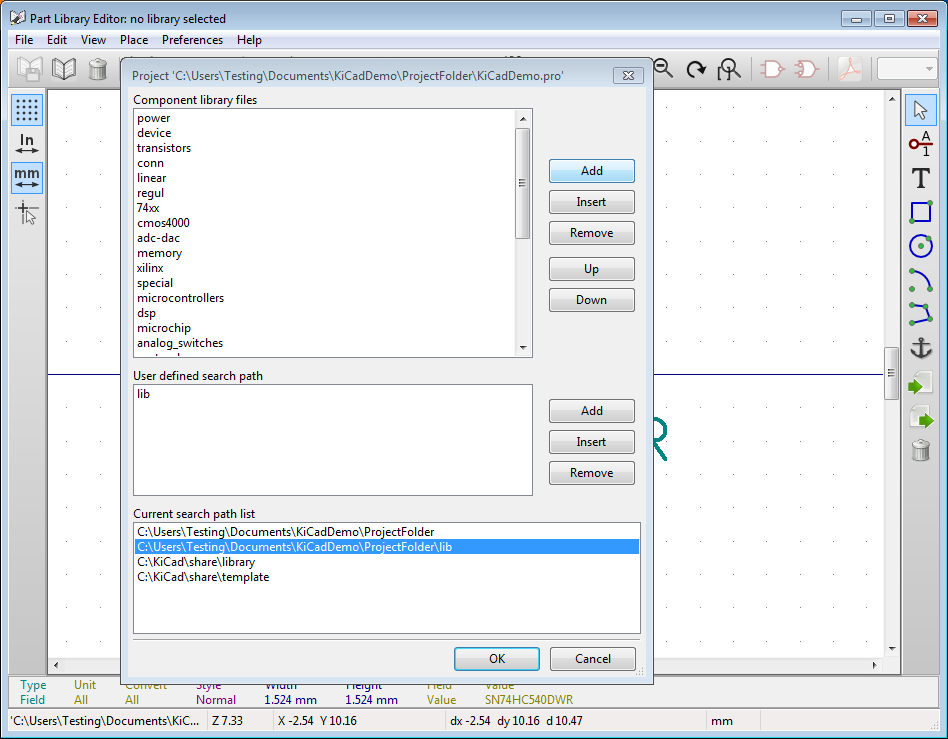 Part Library Editor: no library selected
File Edit View Place Preferences Help
Project 'C:\Users\Testing\Documents\KiCadDemo\ProjectFolder\KiCadDemo.pro'
Component library files
power
device
transistors
conn
linear
regul
74xx
cmos4000
adc-dac
memory
xilinx
special
microcontrollers
dsp
microchip
analog_switches
Add
Insert
Remove
Up
Down
In
mm
A
1
T
User defined search path
lib
Add
Insert
Remove
R
Current search path list
C:\Users\Testing\Documents\KiCadDemo\ProjectFolder
C:\Users\Testing\Documents\KiCadDemo\ProjectFolder\lib
C:\KiCad\share\library
C:\KiCad\share\template
OK Cancel
Type Unit Convert Style Width Height Field Value
Field All All Normal 1.524 mm 1.524 mm Value SN74HC540DWR
'C:\Users\Testing\Documents\KiC... Z 7.33 X -2.54 Y 10.16 dx -2.54 dy 10.16 d 10.47 mm